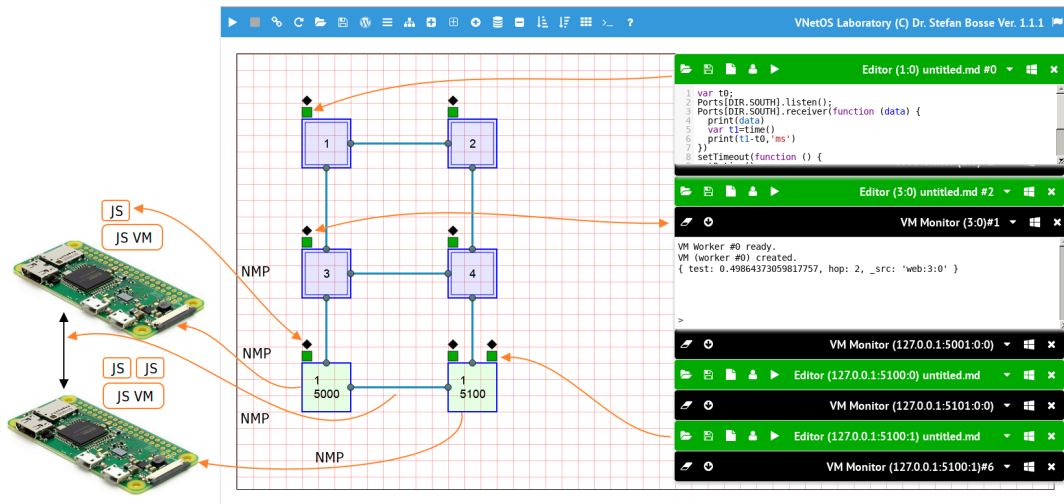 VNetOS Laboratory (C) Dr. Stefan Bosse Ver. 1.1.1
Editor (1:0) untitled.md #0
1 var t0;
2 Ports[DIR.SOUTH].listen();
3 Ports[DIR.SOUTH].receiver(function (data) {
4 print(data)
5 var t1=time()
6 print(t1-t0,'ms')
7 })
8 setTimeout(function () {
Editor (3:0) untitled.md #2
VM Monitor (3:0)#1
VM Worker #0 ready.
VM (worker #0) created.
{ test: 0.49864373059817757, hop: 2, _src: 'web:3:0' }
>
VM Monitor (127.0.0.1:5001:0:0)
Editor (127.0.0.1:5100:0) untitled.md
VM Monitor (127.0.0.1:5101:0:0)
Editor (127.0.0.1:5100:1) untitled.md
VM Monitor (127.0.0.1:5100:1)#6
1
2
3
4
1
5000
1
5100
JS
JS VM
NMP
NMP
JS JS
JS VM
NMP
NMP